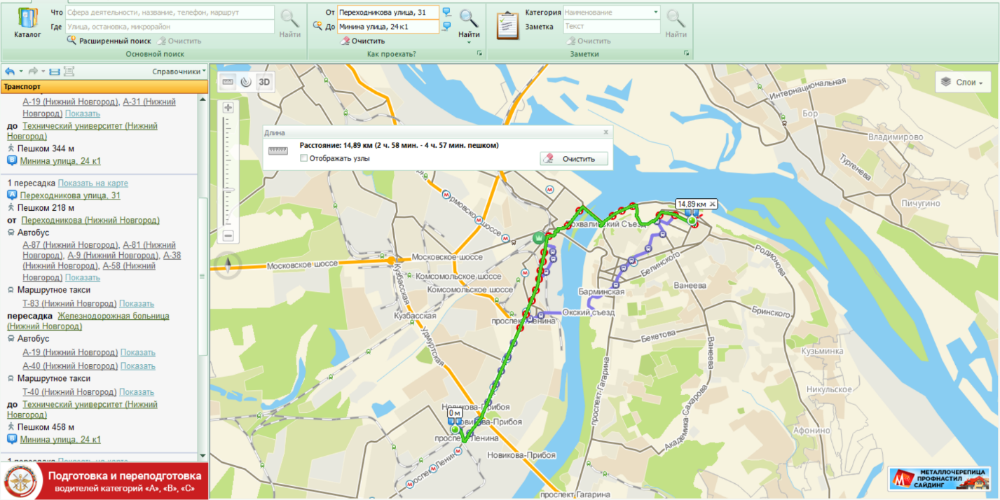 Каталог
Что
Сфера деятельности, название, телефон, маршрут
Где
Улица, остановка, микрорайон
Расширенный поиск
Очистить
Найти
Основной поиск
От
Переходникова улица, 31
До
Минина улица, 24 к1
Очистить
Найти
Как проехать?
Категория
Наименование
Заметка
Текст
Очистить
Найти
Заметки
Справочники
Транспорт
А-19 (Нижний Новгород), А-31 (Нижний
Новгород) Показать
до Технический университет (Нижний
Новгород)
Пешком 344 м
B Минина улица, 24 к1
1 пересадка Показать на карте
A Переходникова улица, 31
Пешком 218 м
от Переходникова (Нижний Новгород)
Автобус
А-87 (Нижний Новгород), А-81 (Нижний
Новгород), А-9 (Нижний Новгород), А-38
(Нижний Новгород), А-58 (Нижний
Новгород) Показать
Маршрутное такси
Т-83 (Нижний Новгород) Показать
пересадка Железнодорожная больница
(Нижний Новгород)
Автобус
А-19 (Нижний Новгород) Показать
А-40 (Нижний Новгород) Показать
Маршрутное такси
Т-40 (Нижний Новгород) Показать
до Технический университет (Нижний
Новгород)
Пешком 458 м
B Минина улица, 24 к1
1 пересадка Показать на карте
Подготовка и переподготовка
водителей категорий «А», «В», «С»
3D
Слои
Длина
x
Расстояние: 14,89 км (2 ч. 58 мин. - 4 ч. 57 мин. пешком)
Отображать узлы
Очистить
Интернациональная
Бор
Владимирово
Тургенева
Пичугино
14,89 км
охвалинский Съезд
рмовско
шоссе
Московское шоссе
Московское шоссе
Комсомольское шоссе
Комсомольское шоссе
Кузбасская
Кузбасская
Удмуртская
проспект Ленина
Родионова
Белинского
Ванеева
Барминская
Окский съезд
Бринского
Бекетова
Ванеева
Кузьминка
Никульское
проспект Гагарина
Академика Сахарова
Афонино
Новикова-Прибоя
0 м
Новикова-Прибоя
проспект Ленина
Новикова-Прибоя
проспект Ленин
проспект Гагарина
МЕТАЛЛОЧЕРЕПИЦА
ПРОФНАСТИЛ
САЙДИНГ